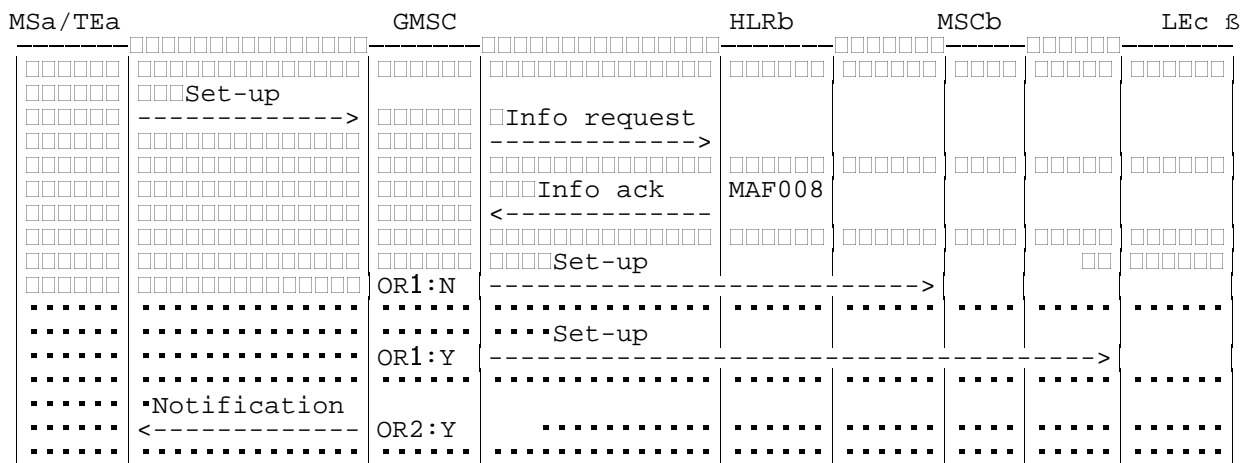 MSa/TEa GMSC HLRb MSCb LEc ß
Set-up
-------------> Info request
------------->
Info ack MAF008
<-------------
Set-up
OR1:N --------------------------->
Set-up
OR1:Y -------------------------------------->
Notification
<------------- OR2:Y